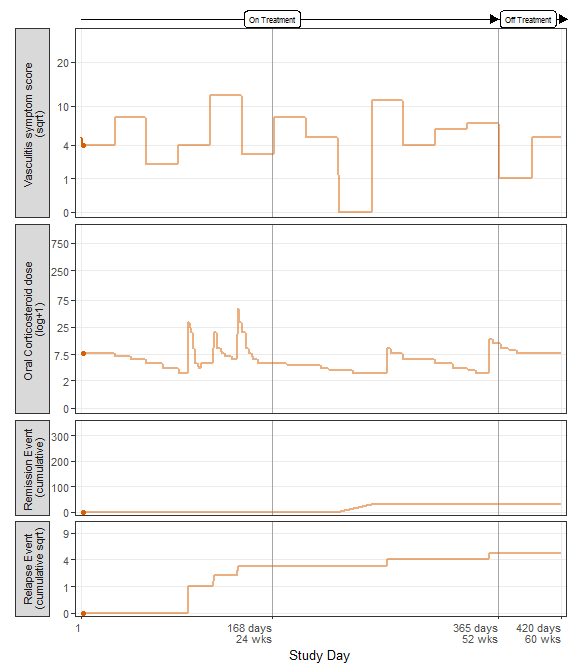 On Treatment
Off Treatment
Vasculitis symptom score
(sqrt)
20
10
4
1
0
Oral Corticosteroid dose
(log+1)
750
250
75
25
7.5
2
0
Remission Event
(cumulative)
300
200
100
0
Relapse Event
(cumulative sqrt)
9
4
1
0
1
168 days
24 wks
365 days
52 wks
420 days
60 wks
Study Day